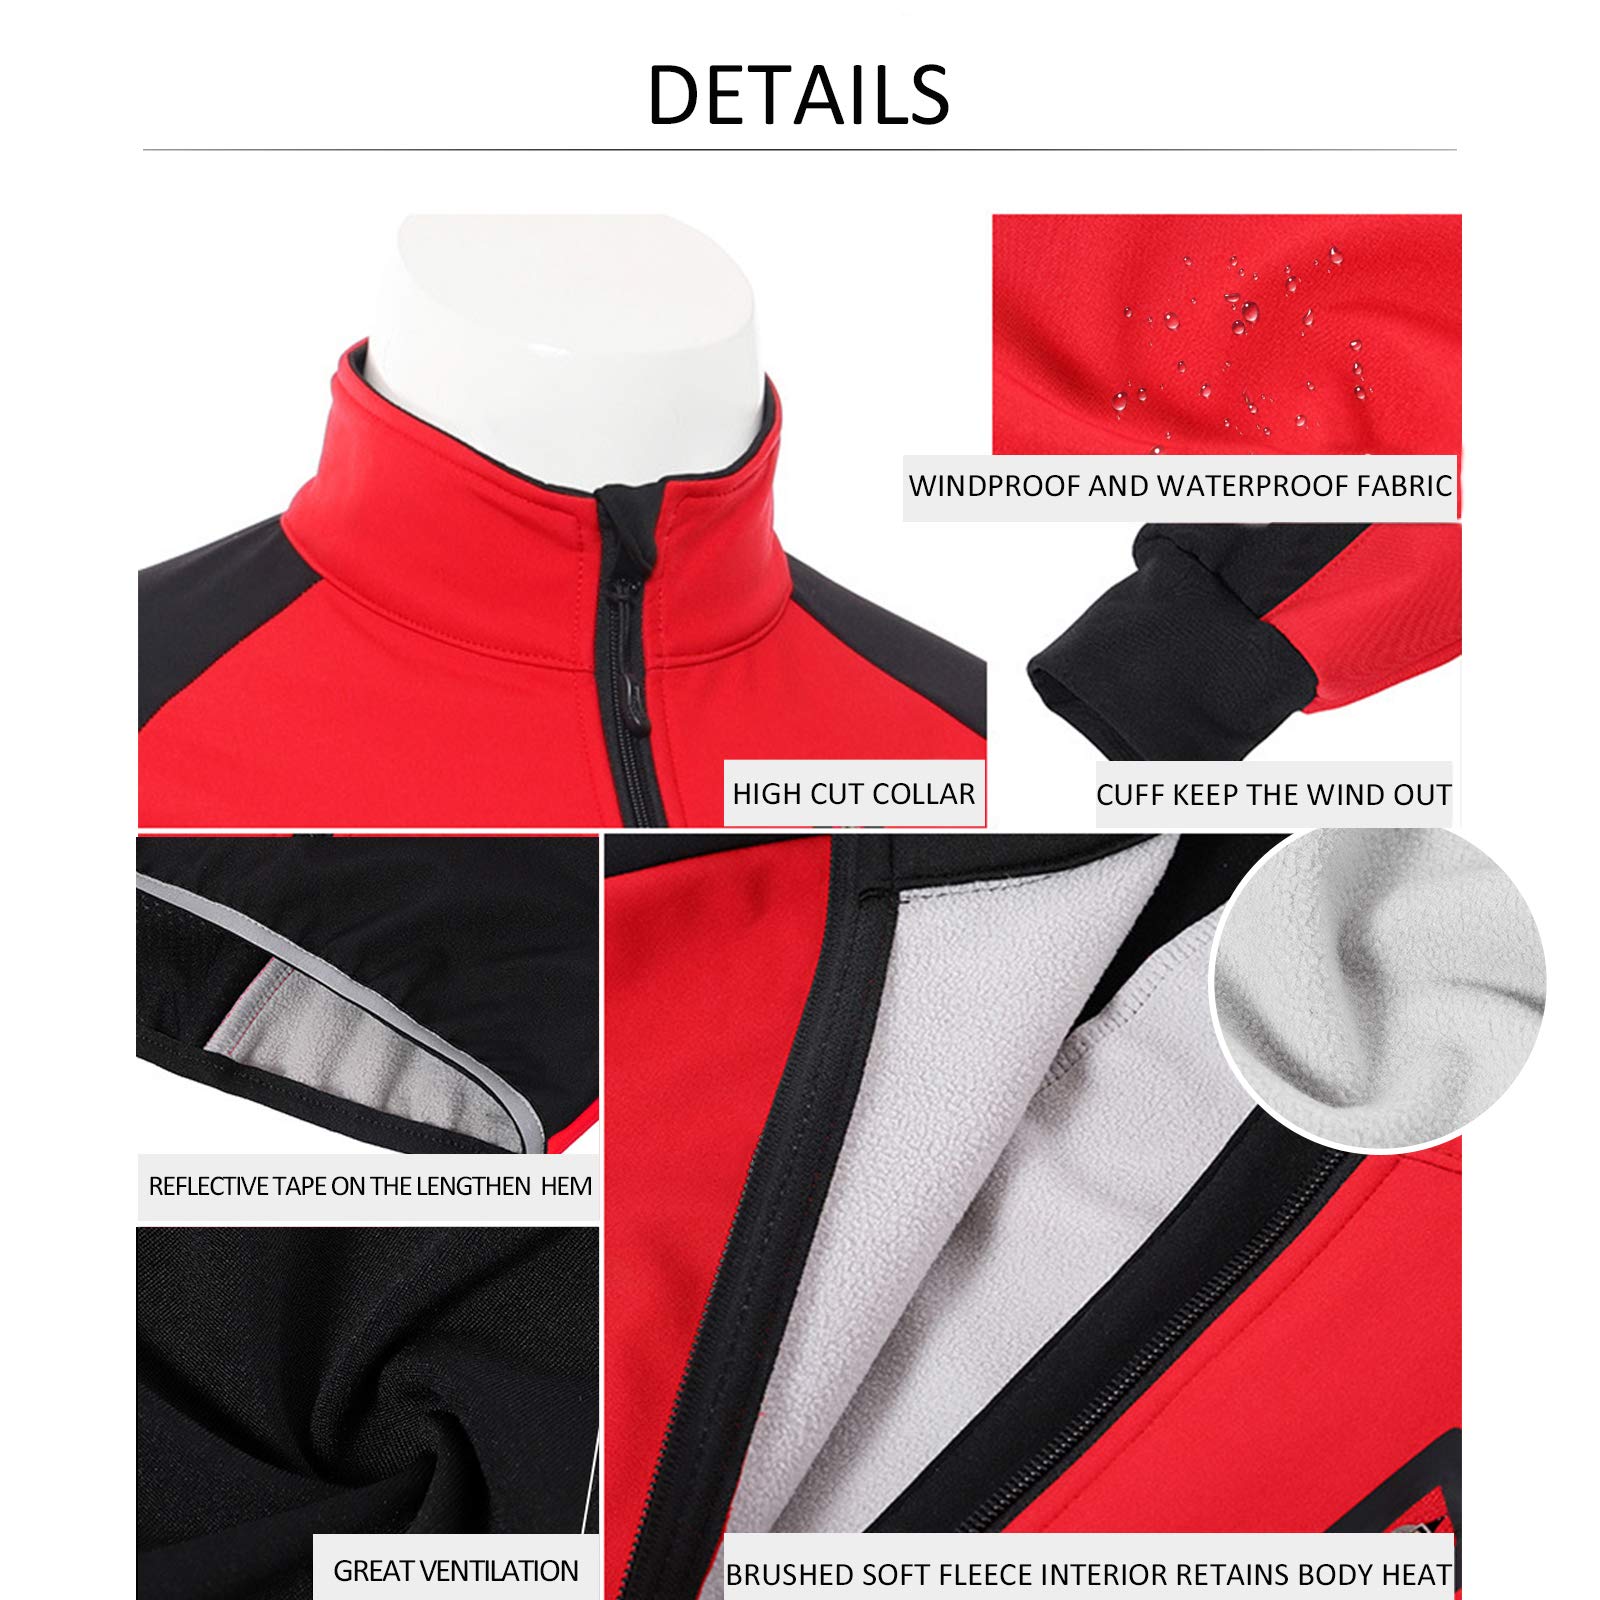 DETAILS
WINDPROOF AND WATERPROOF FABRIC
HIGH CUT COLLAR
CUFF KEEP THE WIND OUT
REFLECTIVE TAPE ON THE LENGTHEN HEM
GREAT VENTILATION
BRUSHED SOFT FLEECE INTERIOR RETAINS BODY HEAT